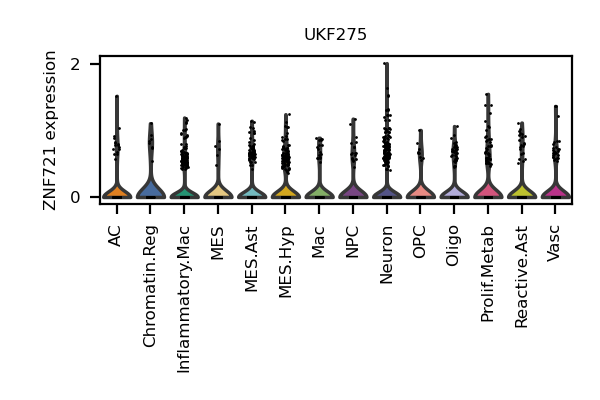 UKF275
ZNF721 expression
2
0
AC
Chromatin.Reg
Inflammatory.Mac
MES
MES.Ast
MES.Hyp
Mac
NPC
Neuron
OPC
Oligo
Prolif.Metab
Reactive.Ast
Vasc